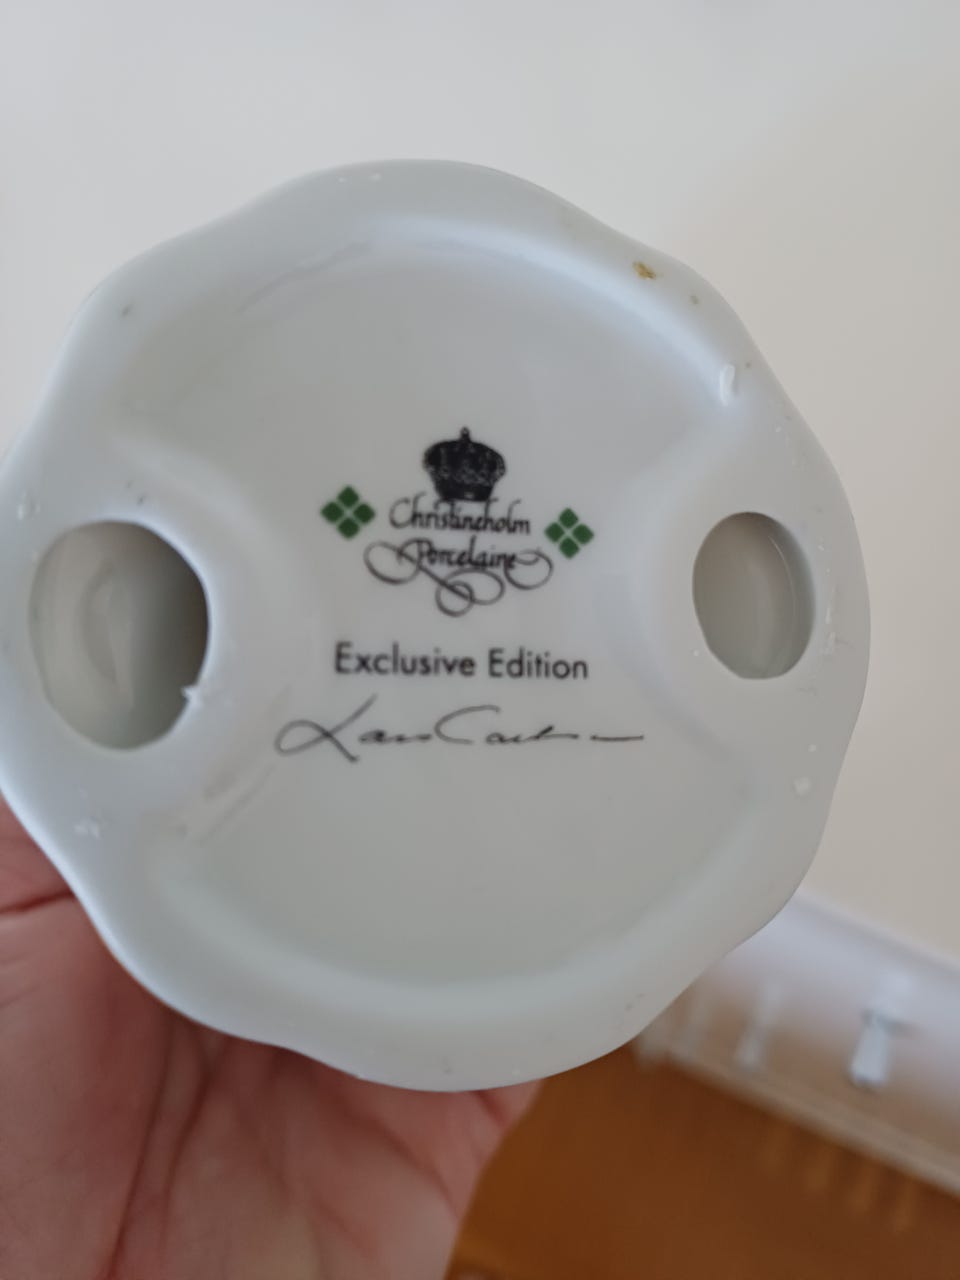 Christineholm
Porcelaine
Exclusive Edition